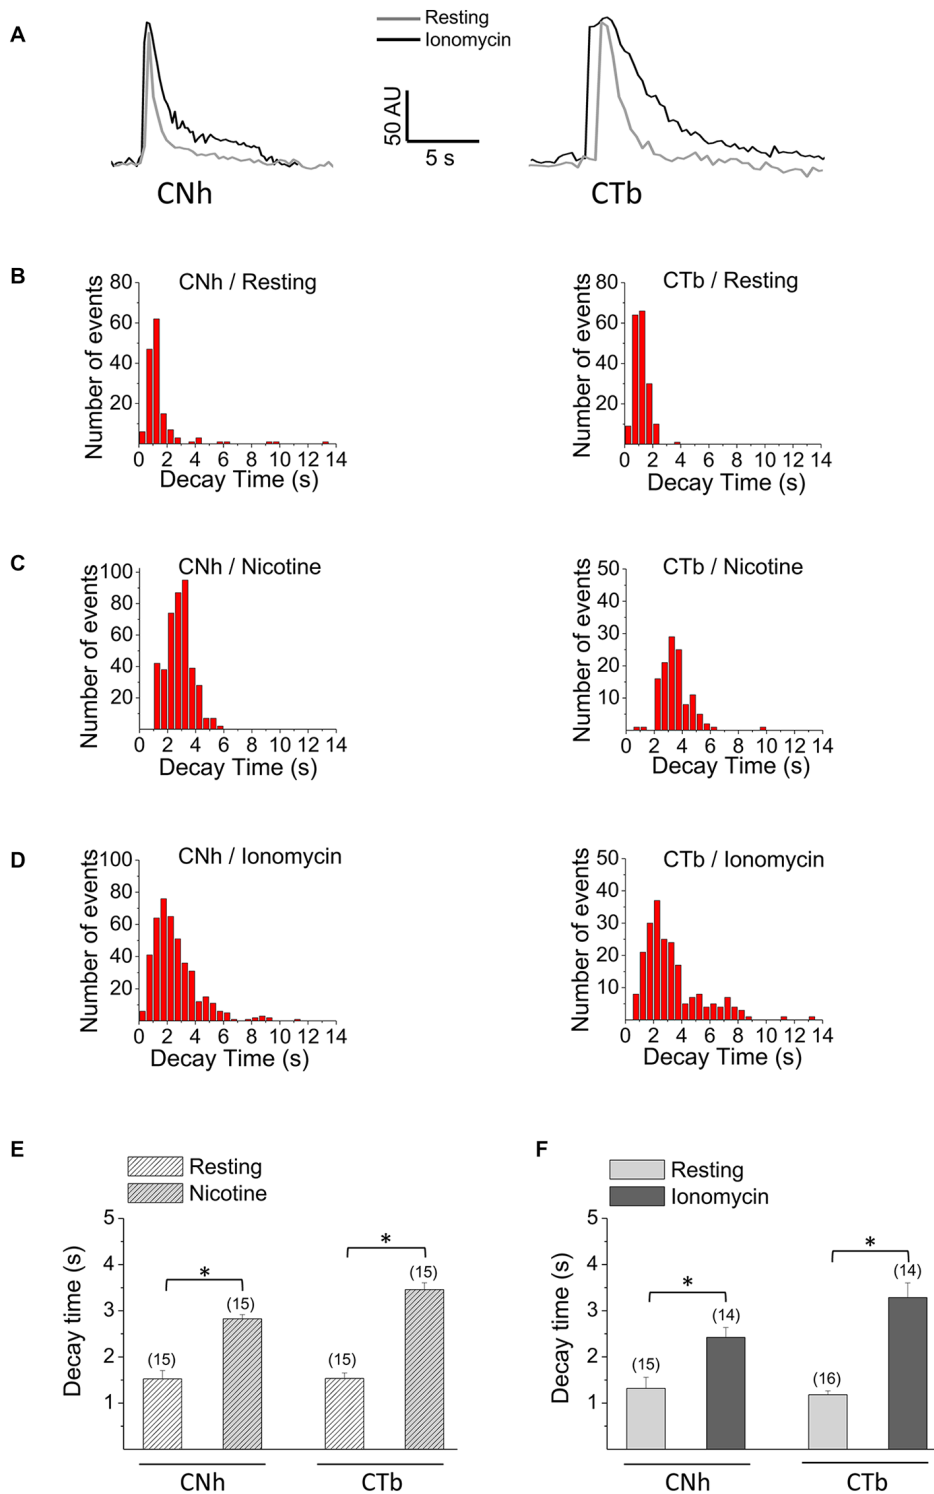 A
Resting
Ionomycin
50 AU
5 s
CNh
CTb
B
CNh / Resting
Number of events
80
60
40
20
0 2 4 6 8 10 12 14
Decay Time (s)
CTb / Resting
Number of events
80
60
40
20
0 2 4 6 8 10 12 14
Decay Time (s)
C
CNh / Nicotine
Number of events
100
80
60
40
20
0 2 4 6 8 10 12 14
Decay Time (s)
CTb / Nicotine
Number of events
50
40
30
20
10
0 2 4 6 8 10 12 14
Decay Time (s)
D
CNh / Ionomycin
Number of events
100
80
60
40
20
0 2 4 6 8 10 12 14
Decay Time (s)
CTb / Ionomycin
Number of events
50
40
30
20
10
0 2 4 6 8 10 12 14
Decay Time (s)
E
Resting
Nicotine
Decay time (s)
5
4
3
2
1
*
*
(15)
(15)
(15)
(15)
CNh
CTb
F
Resting
Ionomycin
Decay time (s)
5
4
3
2
1
*
*
(15)
(14)
(16)
(14)
CNh
CTb